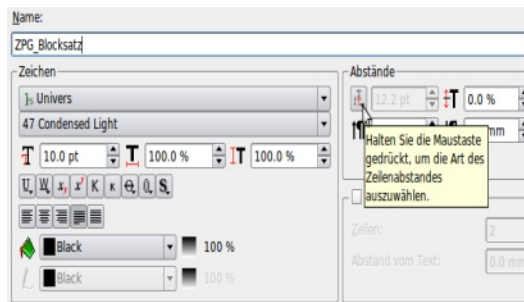 Name:
ZPG_Blocksatz
Zeichen
Univers
47 Condensed Light
10.0 pt 100.0 % 100.0 %
Black 100 %
Black 100 %
Abstände
12.2 pt 0.0 %
mm
Halten Sie die Maustaste
gedrückt, um die Art des
Zeilenabstandes
auszuwählen.
Zeilen: 2
Abstand vom Text: 0.0 mm